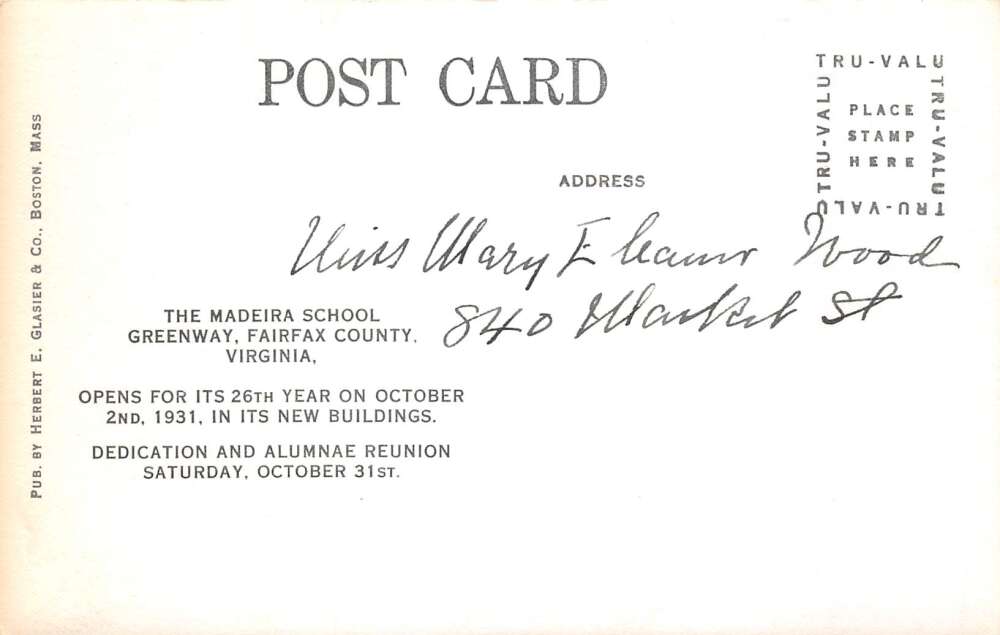 POST CARD
TRU-VALU
TRU-VALU
TRU-VALU
TRU-VALU
PLACE
STAMP
HERE
ADDRESS
Miss Mary Eleanor Wood
840 Market St
THE MADEIRA SCHOOL
GREENWAY, FAIRFAX COUNTY,
VIRGINIA,
OPENS FOR ITS 26TH YEAR ON OCTOBER
2ND, 1931, IN ITS NEW BUILDINGS.
DEDICATION AND ALUMNAE REUNION
SATURDAY, OCTOBER 31ST.
PUB. BY HERBERT E. GLASIER & CO., BOSTON, MASS